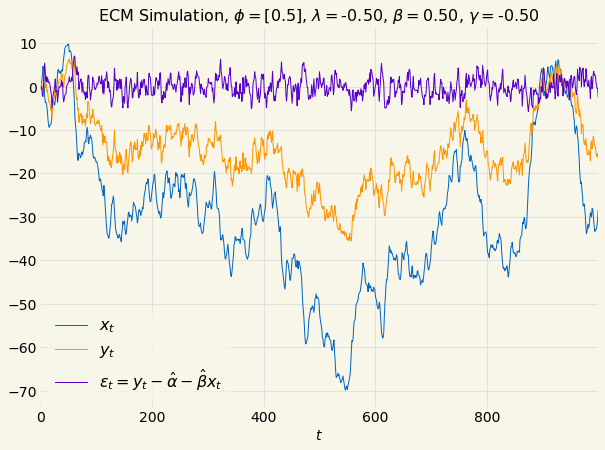 ECM Simulation, ϕ = [0.5], λ = -0.50, β = 0.50, γ = -0.50
10
0
−10
−20
−30
−40
−50
−60
−70
x_t
y_t
ε_t = y_t − α̂ − β̂x_t
0 200 400 600 800
t